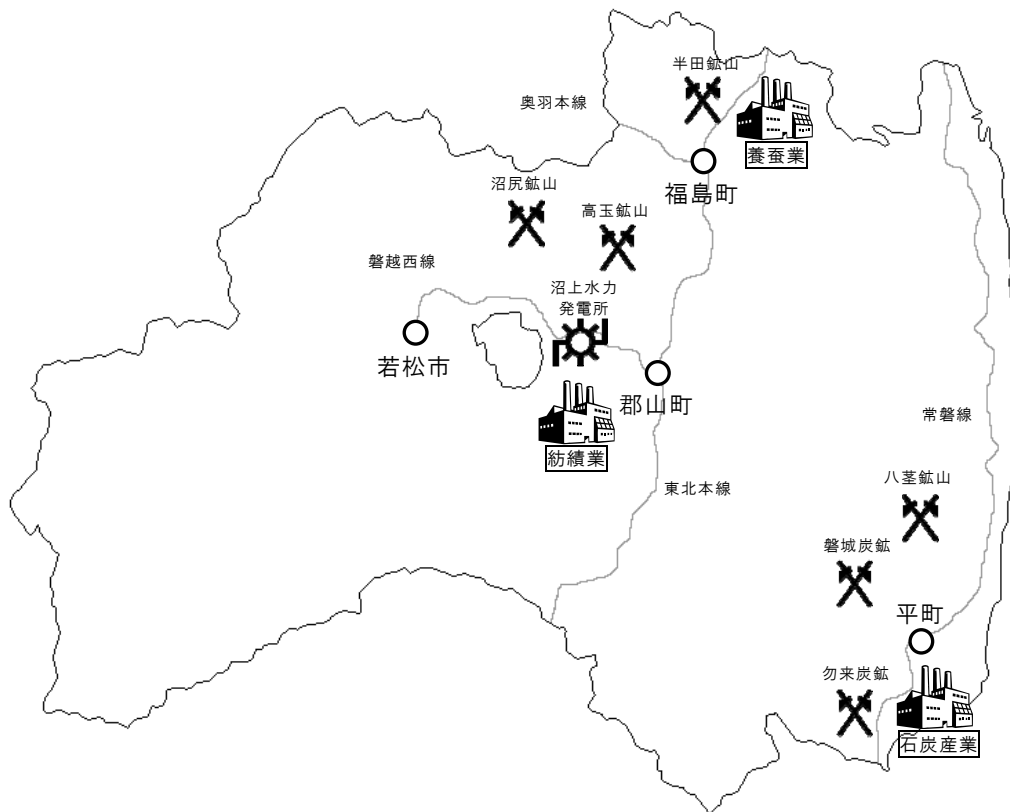 半田鉱山
奥羽本線
養蚕業
福島町
沼尻鉱山
高玉鉱山
磐越西線
沼上水力
発電所
若松市
郡山町
紡績業
常磐線
東北本線
八茎鉱山
磐城炭鉱
平町
勿来炭鉱
石炭産業